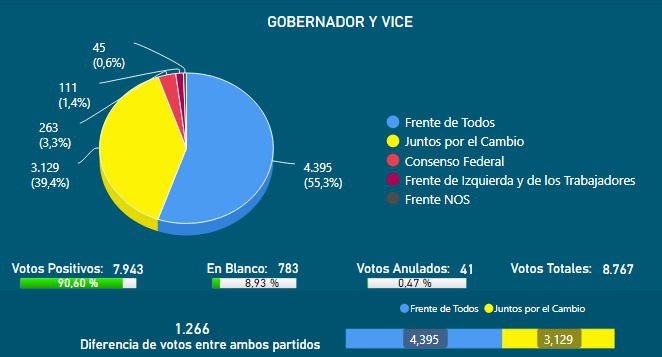 GOBERNADOR Y VICE
45
(0,6%)
111
(1,4%)
263
(3,3%)
3.129
(39,4%)
4.395
(55,3%)
Frente de Todos
Juntos por el Cambio
Consenso Federal
Frente de Izquierda y de los Trabajadores
Frente NOS
Votos Positivos: 7.943
90,60 %
En Blanco: 783
8,93 %
Votos Anulados: 41
0,47 %
Votos Totales: 8.767
1.266
Diferencia de votos entre ambos partidos
Frente de Todos Juntos por el Cambio
4,395 3,129